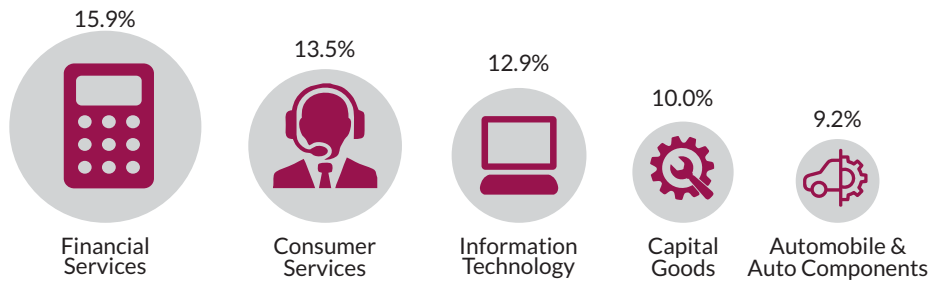 15.9%
13.5%
12.9%
10.0%
9.2%
Financial
Services
Consumer
Services
Information
Technology
Capital
Goods
Automobile &
Auto Components